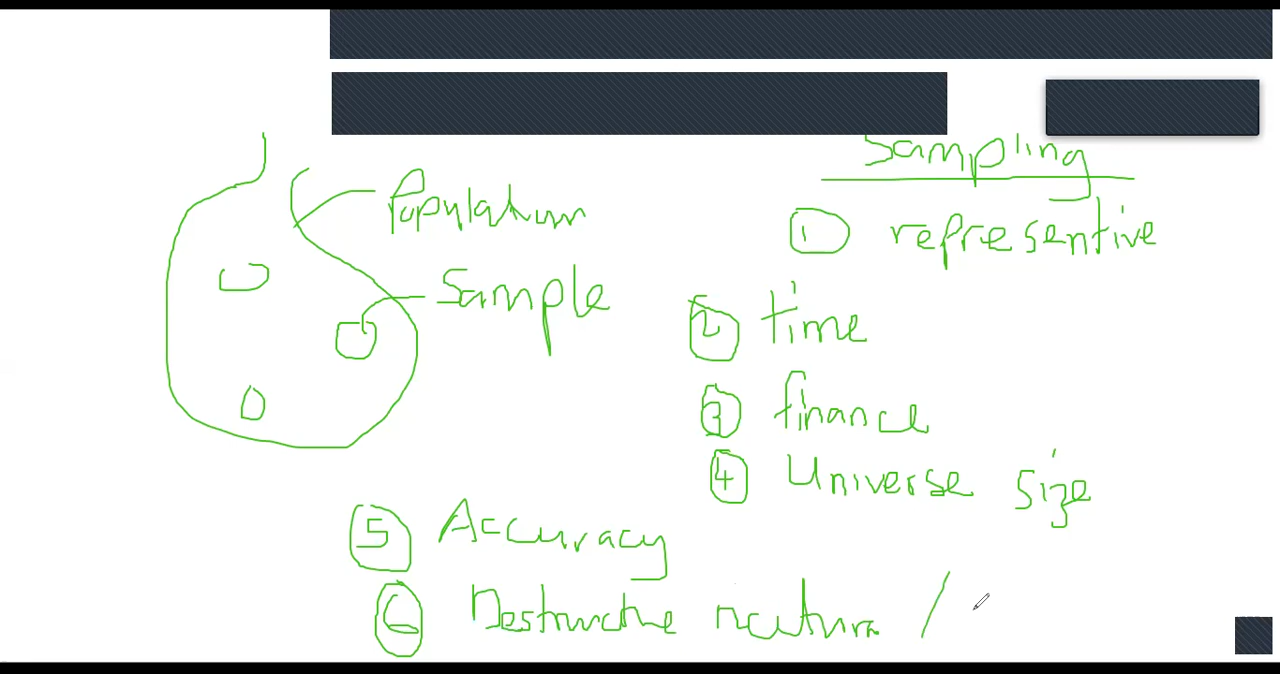 Sampling
Population
① representive
Sample
② time
③ finance
④ Universe size
⑤ Accuracy
⑥ Destructive nature /